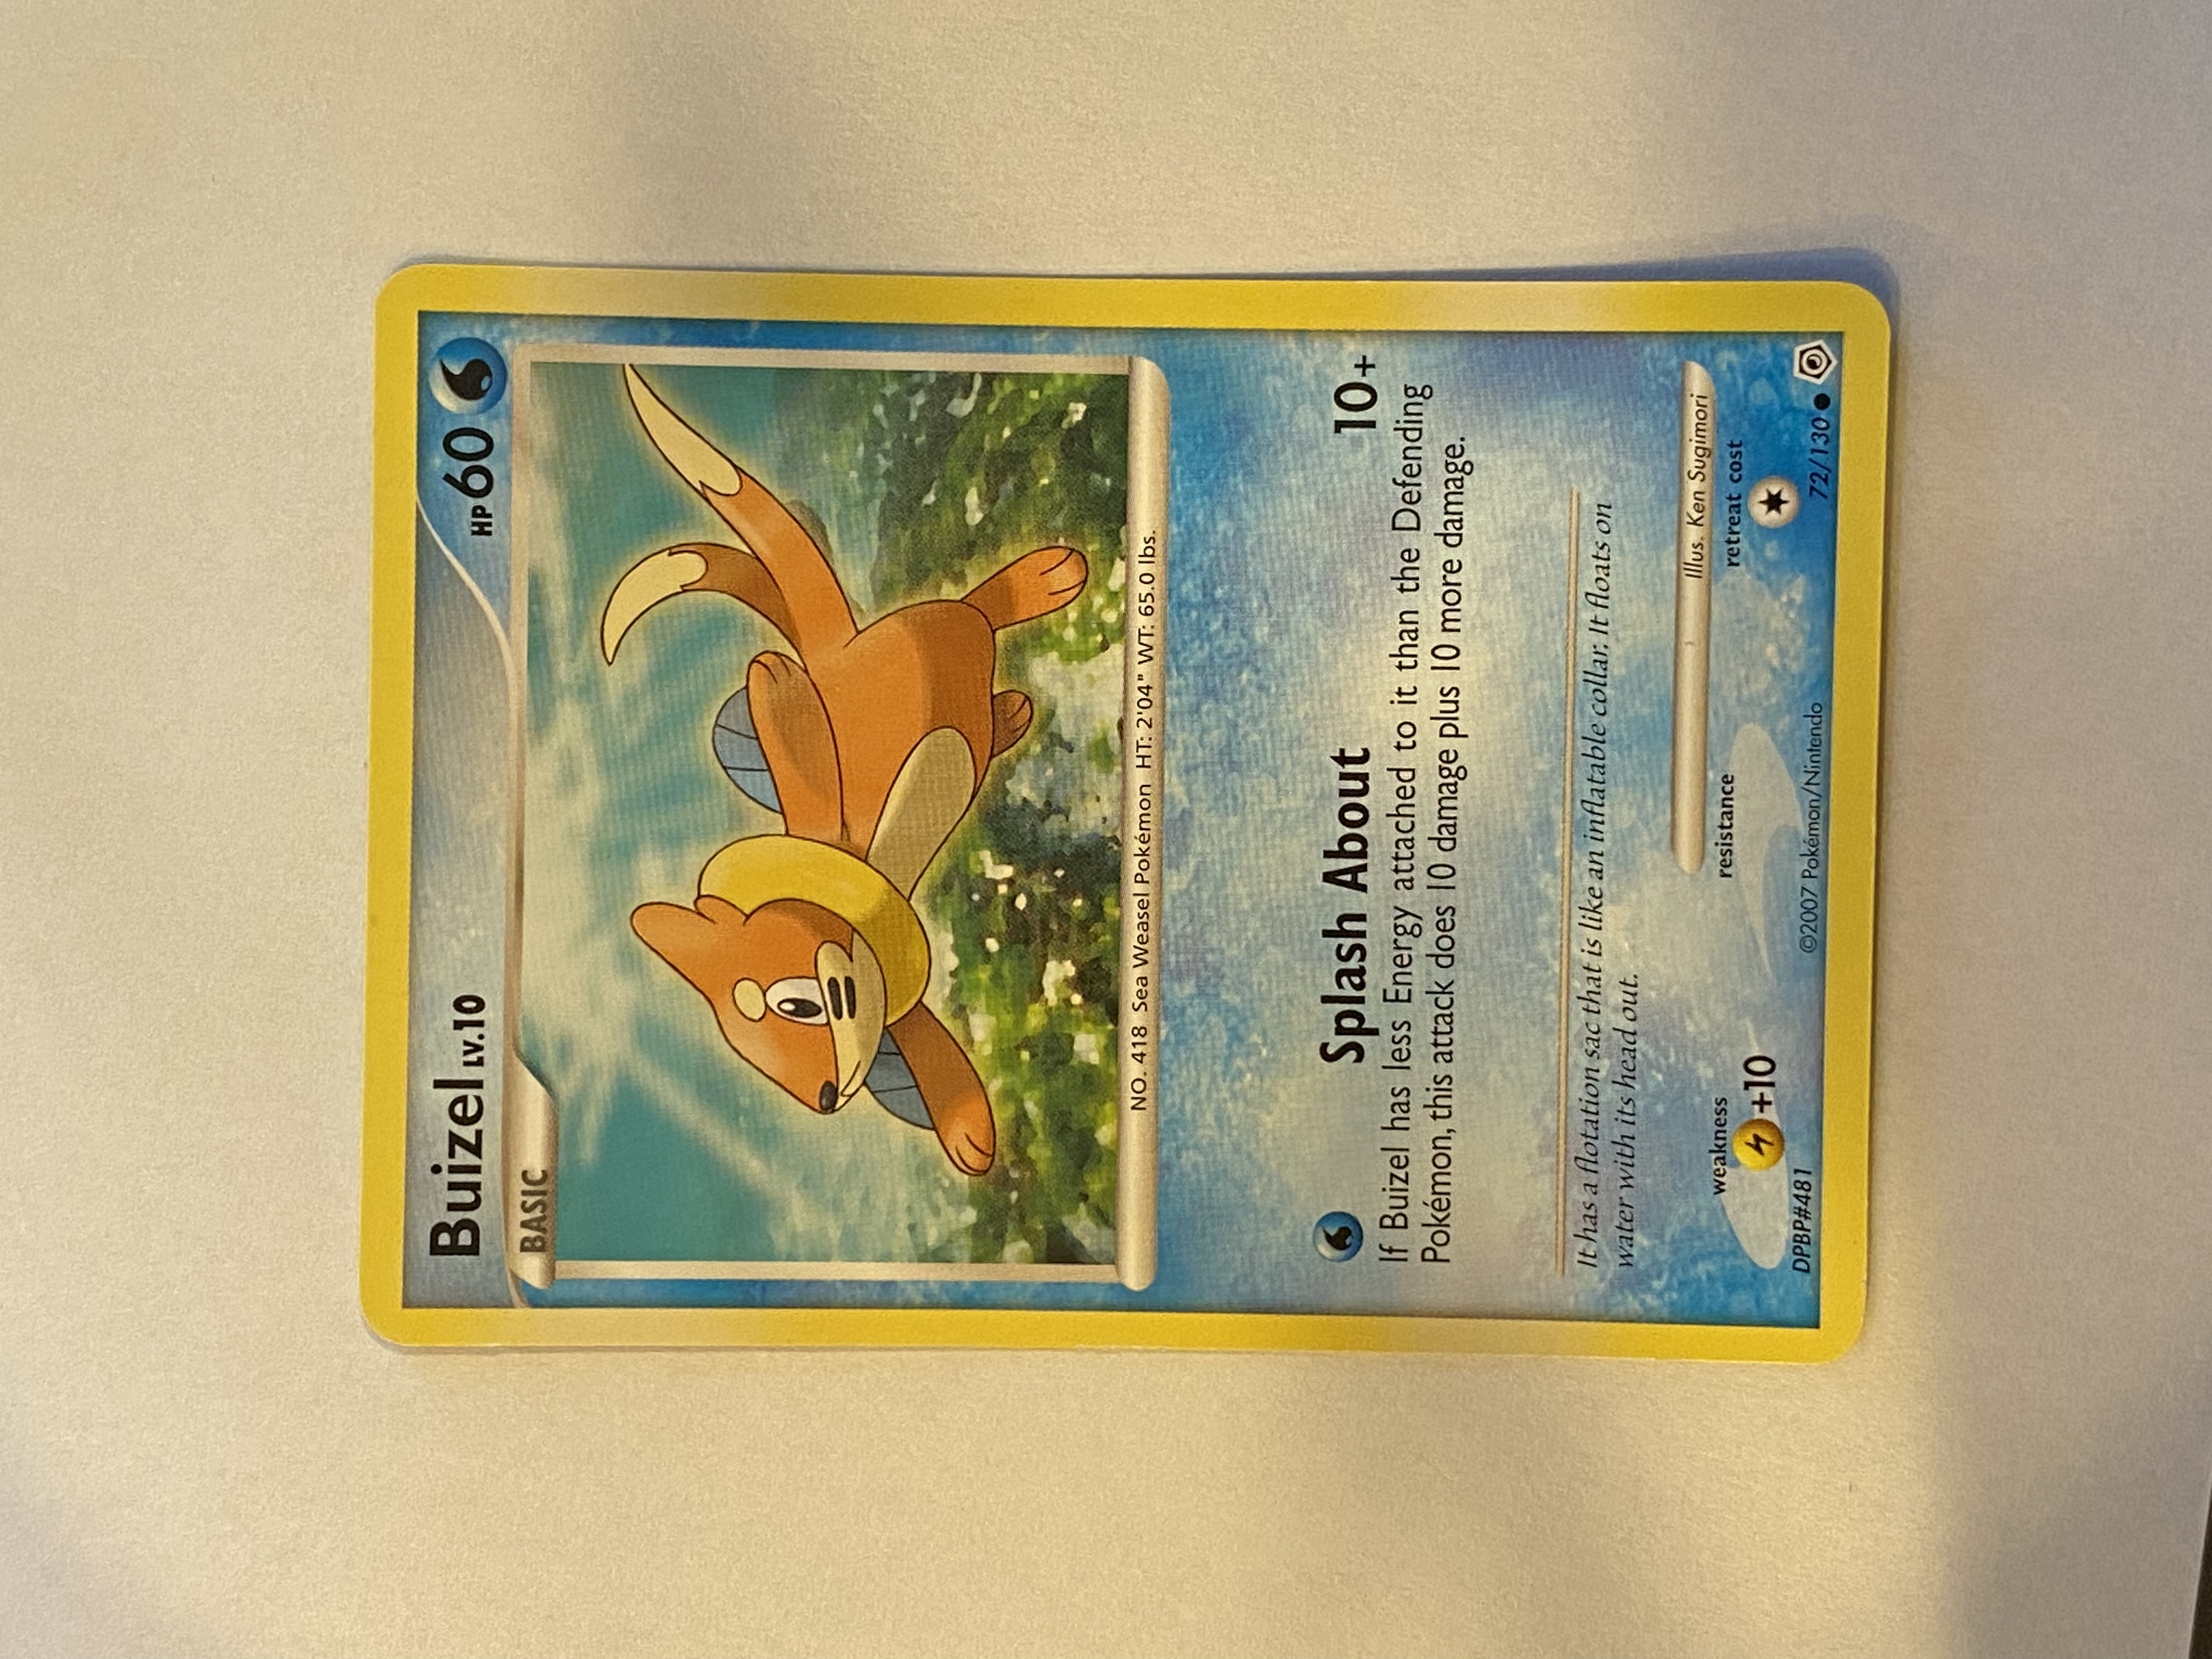 Buizel LV.10 HP 60
BASIC
NO. 418 Sea Weasel Pokémon HT: 2'04" WT: 65.0 lbs.
Splash About 10+
If Buizel has less Energy attached to it than the Defending
Pokémon, this attack does 10 damage plus 10 more damage.
It has a flotation sac that is like an inflatable collar. It floats on
water with its head out.
Illus. Ken Sugimori
weakness resistance retreat cost
+10
DPBP#481 ©2007 Pokémon/Nintendo 72/130